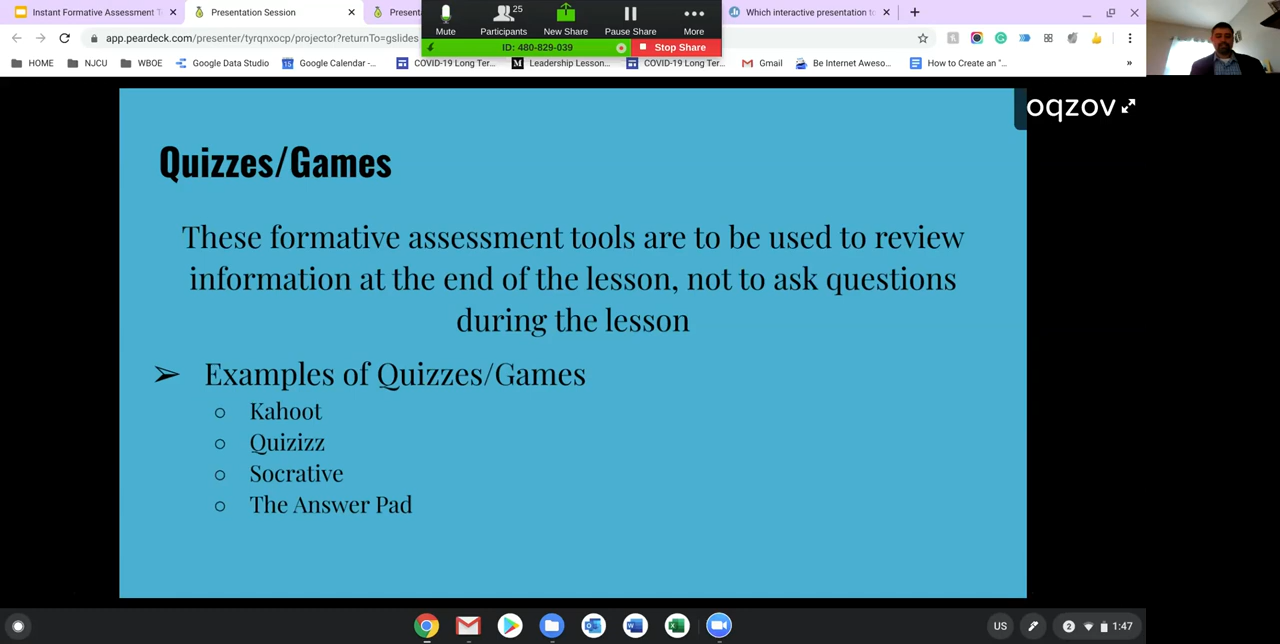 Instant Formative Assessment T
Presentation Session
Present
Mute
Participants
25
New Share
Pause Share
More
ID: 480-829-039
Stop Share
Which interactive presentation to
app.peardeck.com/presenter/tyrqnxocp/projector?returnTo=gslides
HOME
NJCU
WBOE
Google Data Studio
Google Calendar -...
COVID-19 Long Ter...
Leadership Lesson...
COVID-19 Long Ter...
Gmail
Be Internet Aweso...
How to Create an "...
»
oqzov
Quizzes/Games
These formative assessment tools are to be used to review
information at the end of the lesson, not to ask questions
during the lesson
➢ Examples of Quizzes/Games
○ Kahoot
○ Quizizz
○ Socrative
○ The Answer Pad
US
2
1:47